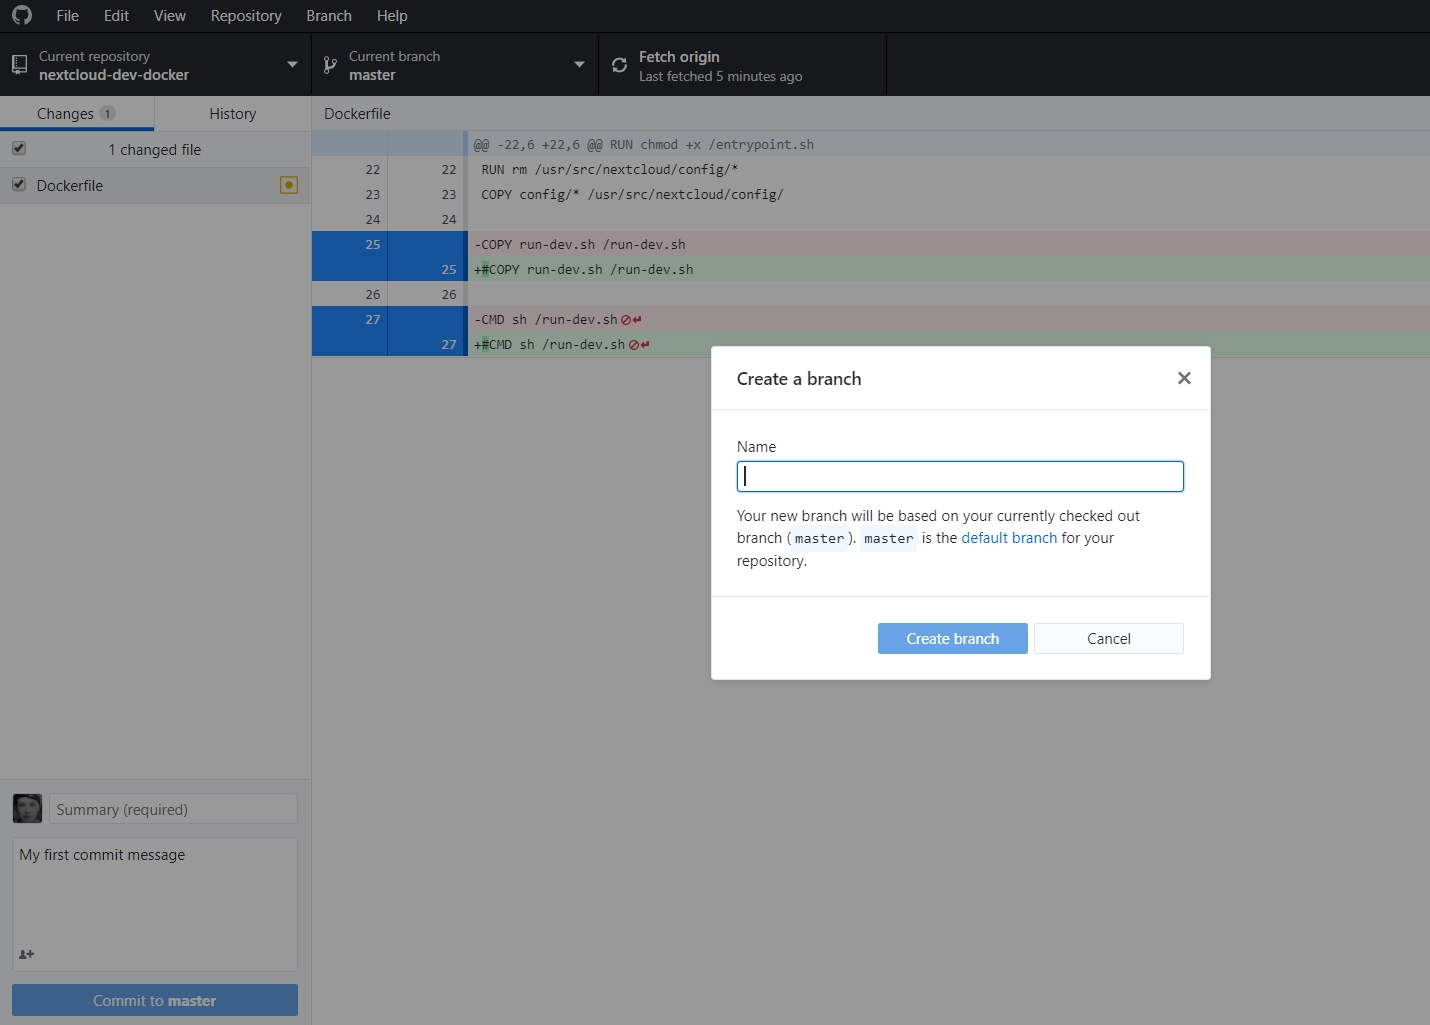 File Edit View Repository Branch Help
Current repository
nextcloud-dev-docker
Current branch
master
Fetch origin
Last fetched 5 minutes ago
Changes 1
History
1 changed file
Dockerfile
Dockerfile
@@ -22,6 +22,6 @@ RUN chmod +x /entrypoint.sh
22 22 RUN rm /usr/src/nextcloud/config/*
23 23 COPY config/* /usr/src/nextcloud/config/
24 24
25 -COPY run-dev.sh /run-dev.sh
25 +#COPY run-dev.sh /run-dev.sh
26 26
27 -CMD sh /run-dev.sh
27 +#CMD sh /run-dev.sh
Create a branch
Name
Your new branch will be based on your currently checked out
branch (master). master is the default branch for your
repository.
Create branch
Cancel
Summary (required)
My first commit message
Commit to master